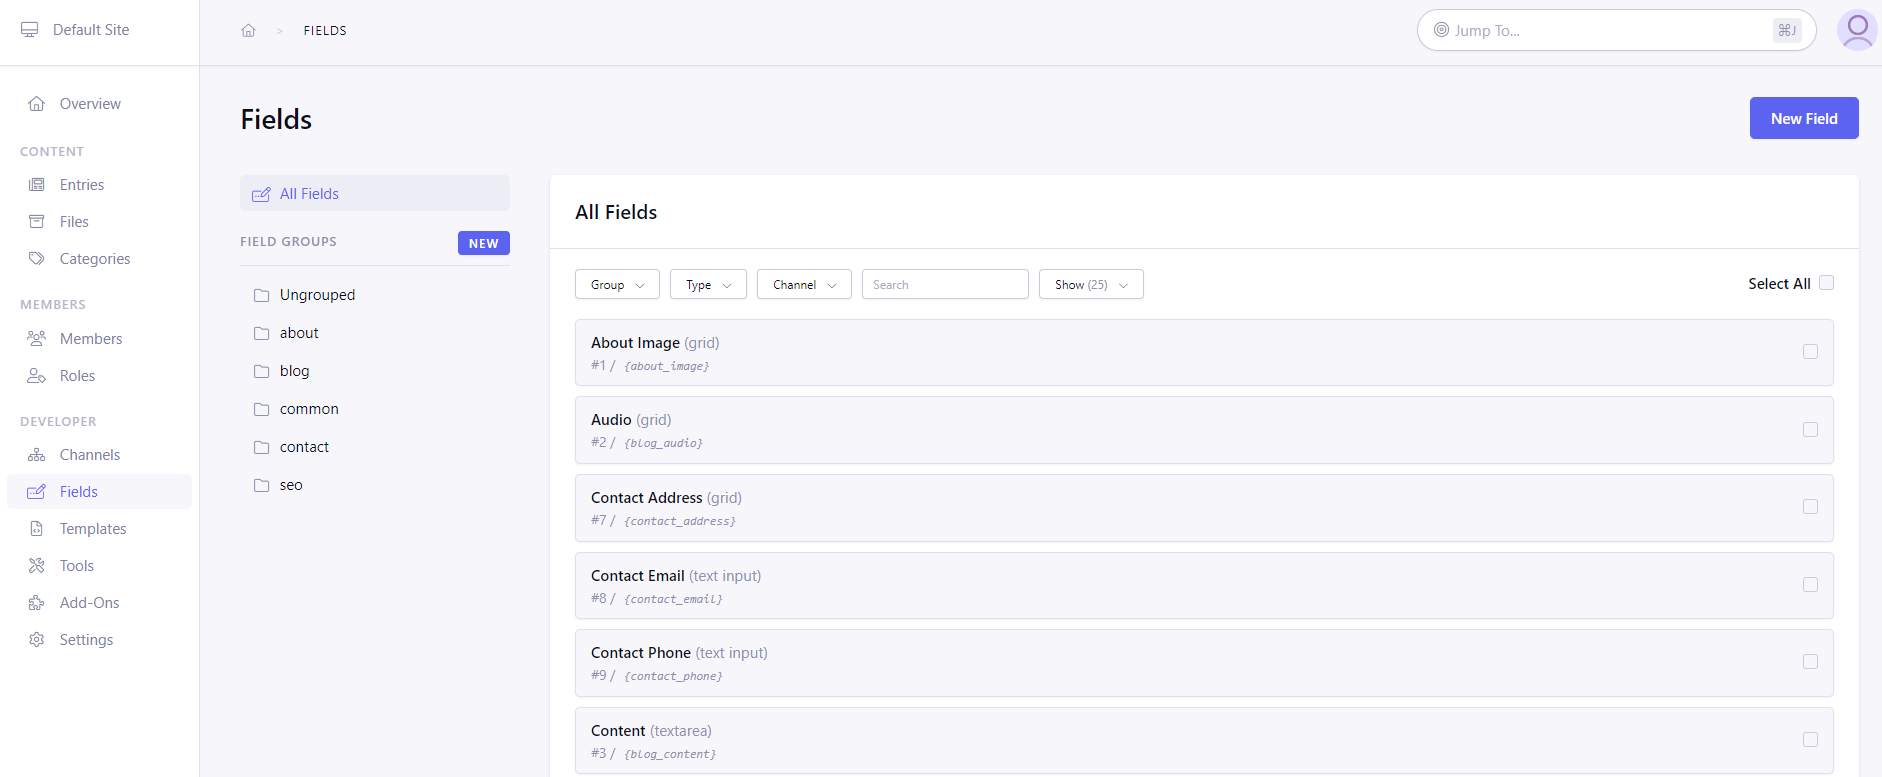 Default Site
> FIELDS
Jump To... ⌘J
Overview
CONTENT
Entries
Files
Categories
MEMBERS
Members
Roles
DEVELOPER
Channels
Fields
Templates
Tools
Add-Ons
Settings
Fields
New Field
All Fields
FIELD GROUPS NEW
Ungrouped
about
blog
common
contact
seo
All Fields
Group Type Channel Search Show (25) Select All
About Image (grid)
#1 / {about_image}
Audio (grid)
#2 / {blog_audio}
Contact Address (grid)
#7 / {contact_address}
Contact Email (text input)
#8 / {contact_email}
Contact Phone (text input)
#9 / {contact_phone}
Content (textarea)
#3 / {blog_content}